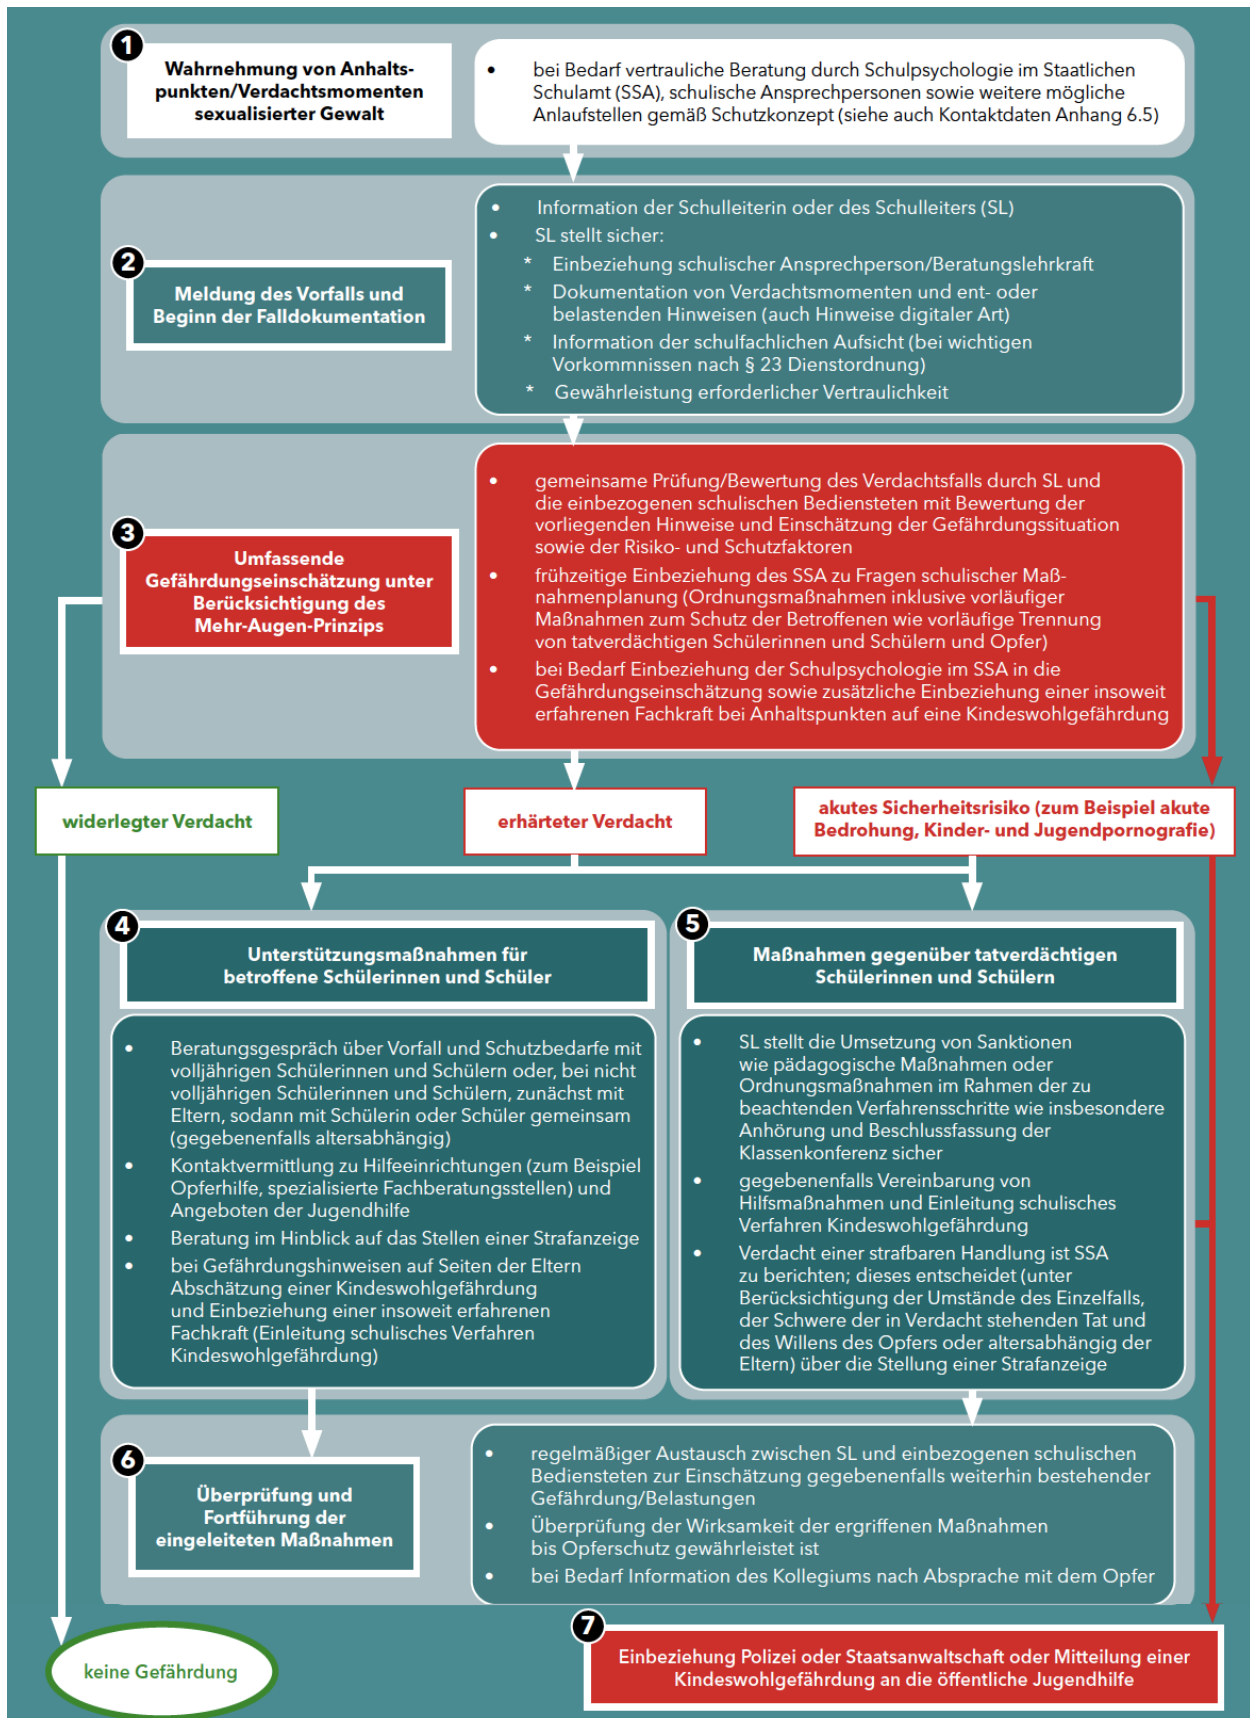 1
Wahrnehmung von Anhalts-
punkten/Verdachtsmomenten
sexualisierter Gewalt
• bei Bedarf vertrauliche Beratung durch Schulpsychologie im Staatlichen
Schulamt (SSA), schulische Ansprechpersonen sowie weitere mögliche
Anlaufstellen gemäß Schutzkonzept (siehe auch Kontaktdaten Anhang 6.5)
2
Meldung des Vorfalls und
Beginn der Falldokumentation
• Information der Schulleiterin oder des Schulleiters (SL)
• SL stellt sicher:
* Einbeziehung schulischer Ansprechperson/Beratungslehrkraft
* Dokumentation von Verdachtsmomenten und ent- oder
belastenden Hinweisen (auch Hinweise digitaler Art)
* Information der schulfachlichen Aufsicht (bei wichtigen
Vorkommnissen nach § 23 Dienstordnung)
* Gewährleistung erforderlicher Vertraulichkeit
3
Umfassende
Gefährdungseinschätzung unter
Berücksichtigung des
Mehr-Augen-Prinzips
• gemeinsame Prüfung/Bewertung des Verdachtsfalls durch SL und
die einbezogenen schulischen Bediensteten mit Bewertung der
vorliegenden Hinweise und Einschätzung der Gefährdungssituation
sowie der Risiko- und Schutzfaktoren
• frühzeitige Einbeziehung des SSA zu Fragen schulischer Maß-
nahmenplanung (Ordnungsmaßnahmen inklusive vorläufiger
Maßnahmen zum Schutz der Betroffenen wie vorläufige Trennung
von tatverdächtigen Schülerinnen und Schülern und Opfer)
• bei Bedarf Einbeziehung der Schulpsychologie im SSA in die
Gefährdungseinschätzung sowie zusätzliche Einbeziehung einer insoweit
erfahrenen Fachkraft bei Anhaltspunkten auf eine Kindeswohlgefährdung
widerlegter Verdacht
erhärteter Verdacht
akutes Sicherheitsrisiko (zum Beispiel akute
Bedrohung, Kinder- und Jugendpornografie)
4
Unterstützungsmaßnahmen für
betroffene Schülerinnen und Schüler
• Beratungsgespräch über Vorfall und Schutzbedarfe mit
volljährigen Schülerinnen und Schülern oder, bei nicht
volljährigen Schülerinnen und Schülern, zunächst mit
Eltern, sodann mit Schülerin oder Schüler gemeinsam
(gegebenenfalls altersabhängig)
• Kontaktvermittlung zu Hilfeeinrichtungen (zum Beispiel
Opferhilfe, spezialisierte Fachberatungsstellen) und
Angeboten der Jugendhilfe
• Beratung im Hinblick auf das Stellen einer Strafanzeige
• bei Gefährdungshinweisen auf Seiten der Eltern
Abschätzung einer Kindeswohlgefährdung
und Einbeziehung einer insoweit erfahrenen
Fachkraft (Einleitung schulisches Verfahren
Kindeswohlgefährdung)
5
Maßnahmen gegenüber tatverdächtigen
Schülerinnen und Schülern
• SL stellt die Umsetzung von Sanktionen
wie pädagogische Maßnahmen oder
Ordnungsmaßnahmen im Rahmen der zu
beachtenden Verfahrensschritte wie insbesondere
Anhörung und Beschlussfassung der
Klassenkonferenz sicher
• gegebenenfalls Vereinbarung von
Hilfsmaßnahmen und Einleitung schulisches
Verfahren Kindeswohlgefährdung
• Verdacht einer strafbaren Handlung ist SSA
zu berichten; dieses entscheidet (unter
Berücksichtigung der Umstände des Einzelfalls,
der Schwere der in Verdacht stehenden Tat und
des Willens des Opfers oder altersabhängig der
Eltern) über die Stellung einer Strafanzeige
6
Überprüfung und
Fortführung der
eingeleiteten Maßnahmen
• regelmäßiger Austausch zwischen SL und einbezogenen schulischen
Bediensteten zur Einschätzung gegebenenfalls weiterhin bestehender
Gefährdung/Belastungen
• Überprüfung der Wirksamkeit der ergriffenen Maßnahmen
bis Opferschutz gewährleistet ist
• bei Bedarf Information des Kollegiums nach Absprache mit dem Opfer
keine Gefährdung
7
Einbeziehung Polizei oder Staatsanwaltschaft oder Mitteilung einer
Kindeswohlgefährdung an die öffentliche Jugendhilfe